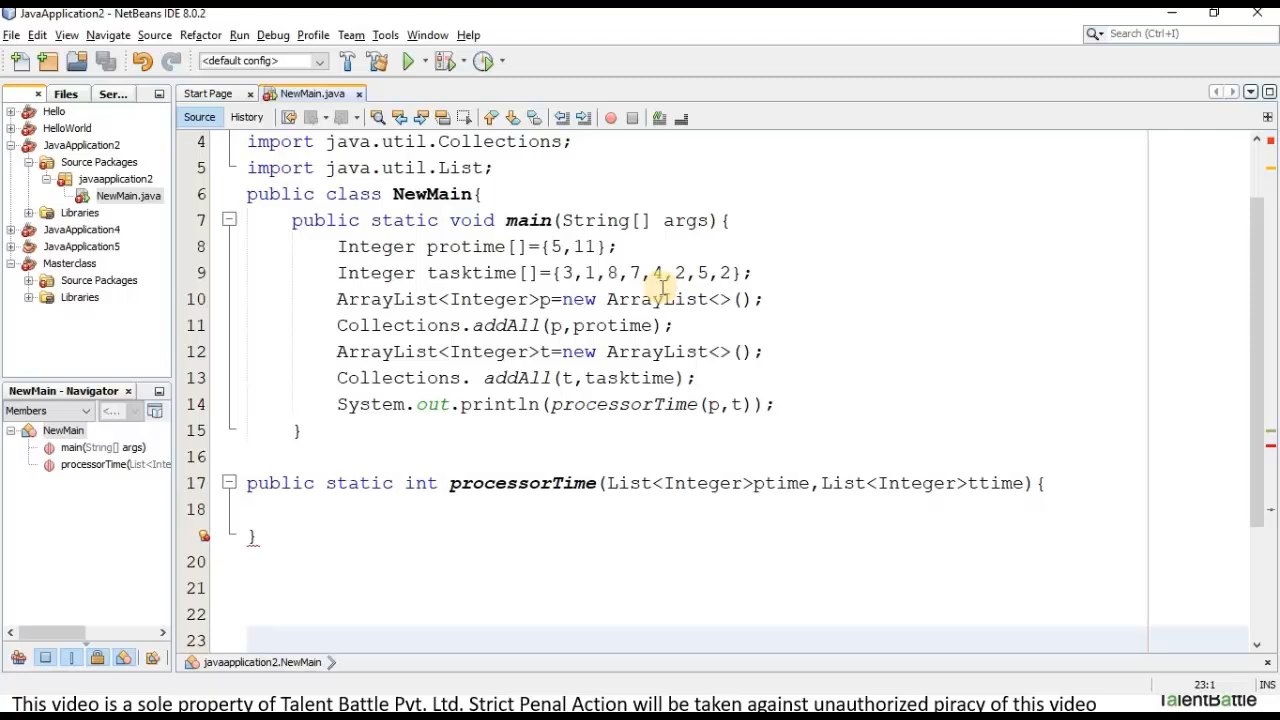 JavaApplication2 - NetBeans IDE 8.0.2
File Edit View Navigate Source Refactor Run Debug Profile Team Tools Window Help
Search (Ctrl+I)
<default config>
Files Ser...
Start Page NewMain.java
Source History
Hello
HelloWorld
JavaApplication2
Source Packages
javaapplication2
NewMain.java
Libraries
JavaApplication4
JavaApplication5
Masterclass
Source Packages
Libraries
NewMain - Navigator
Members <...
NewMain
main(String[] args)
processorTime(List<Inte
4 import java.util.Collections;
5 import java.util.List;
6 public class NewMain{
7 public static void main(String[] args){
8 Integer protime[]={5,11};
9 Integer tasktime[]={3,1,8,7,4,2,5,2};
10 ArrayList<Integer>p=new ArrayList<>();
11 Collections.addAll(p,protime);
12 ArrayList<Integer>t=new ArrayList<>();
13 Collections. addAll(t,tasktime);
14 System.out.println(processorTime(p,t));
15 }
16
17 public static int processorTime(List<Integer>ptime,List<Integer>ttime){
18
}
20
21
22
23
javaapplication2.NewMain
23:1 INS
TalentBattle
This video is a sole property of Talent Battle Pvt. Ltd. Strict Penal Action will be taken against unauthorized piracy of this video